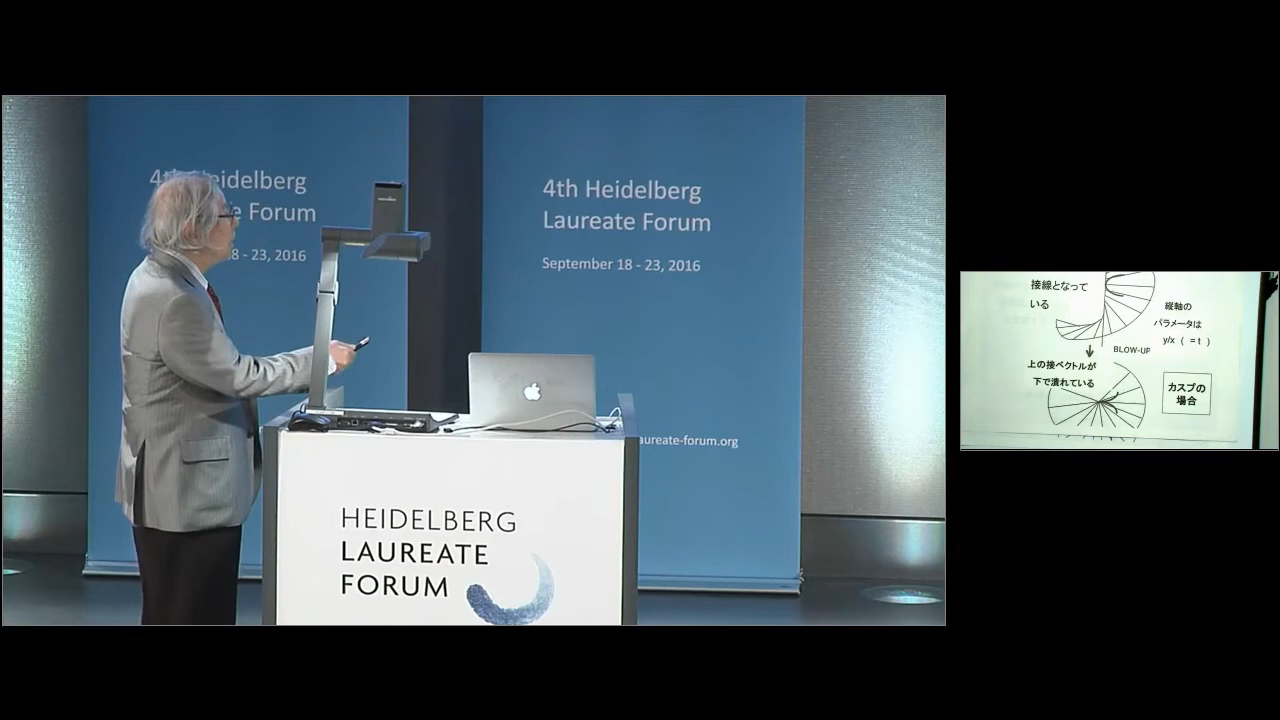 4th Heidelberg
Forum
8 - 23, 2016
4th Heidelberg
Laureate Forum
September 18 - 23, 2016
aureate-forum.org
HEIDELBERG
LAUREATE
FORUM
接線となって
いる
縦軸の
パラメータは
y/x ( = t )
BLOW-UP
上の接ベクトルが
下で潰れている
カスプの
場合